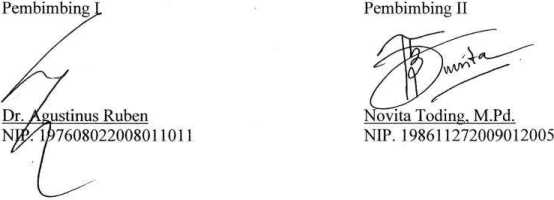 Pembimbing I
Dr. Agustinus Ruben
NIP. 197608022008011011
Pembimbing II
Novita Toding, M.Pd.
NIP. 198611272009012005